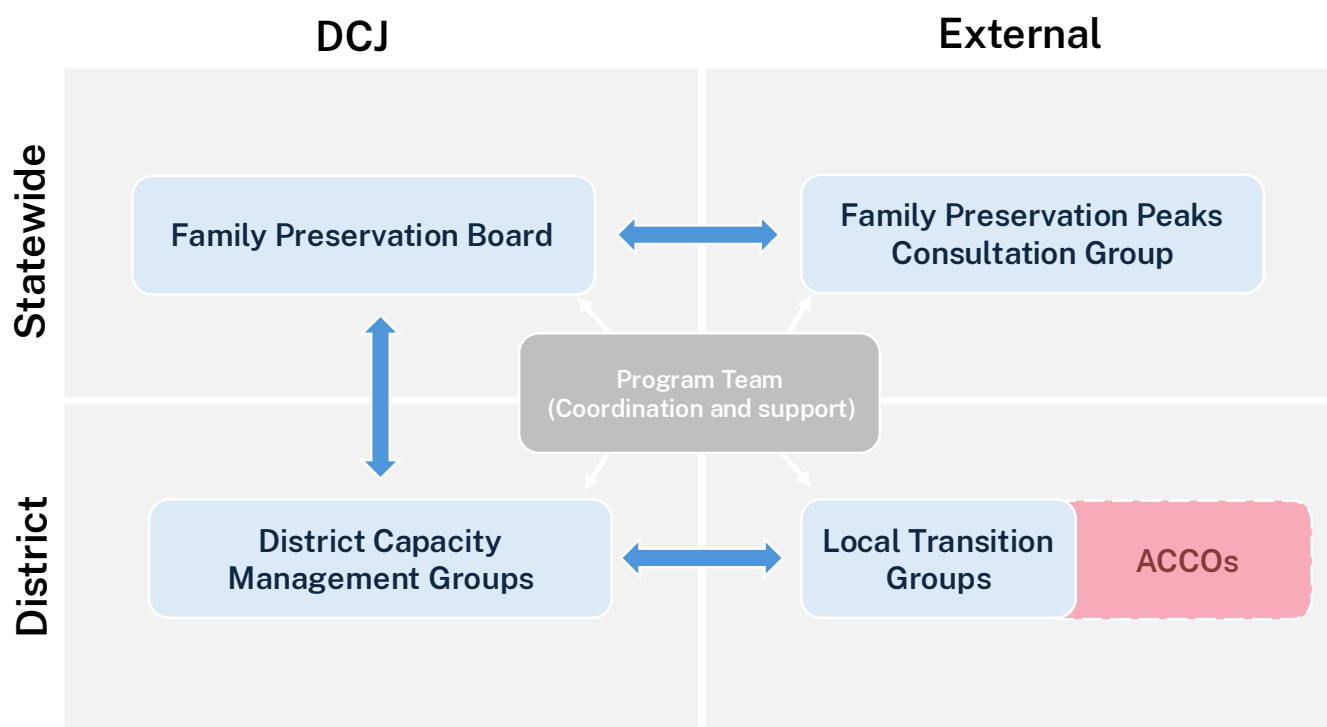 DCJ
External
Statewide
Family Preservation Board
Family Preservation Peaks
Consultation Group
Program Team
(Coordination and support)
District
District Capacity
Management Groups
Local Transition
Groups
ACCOs